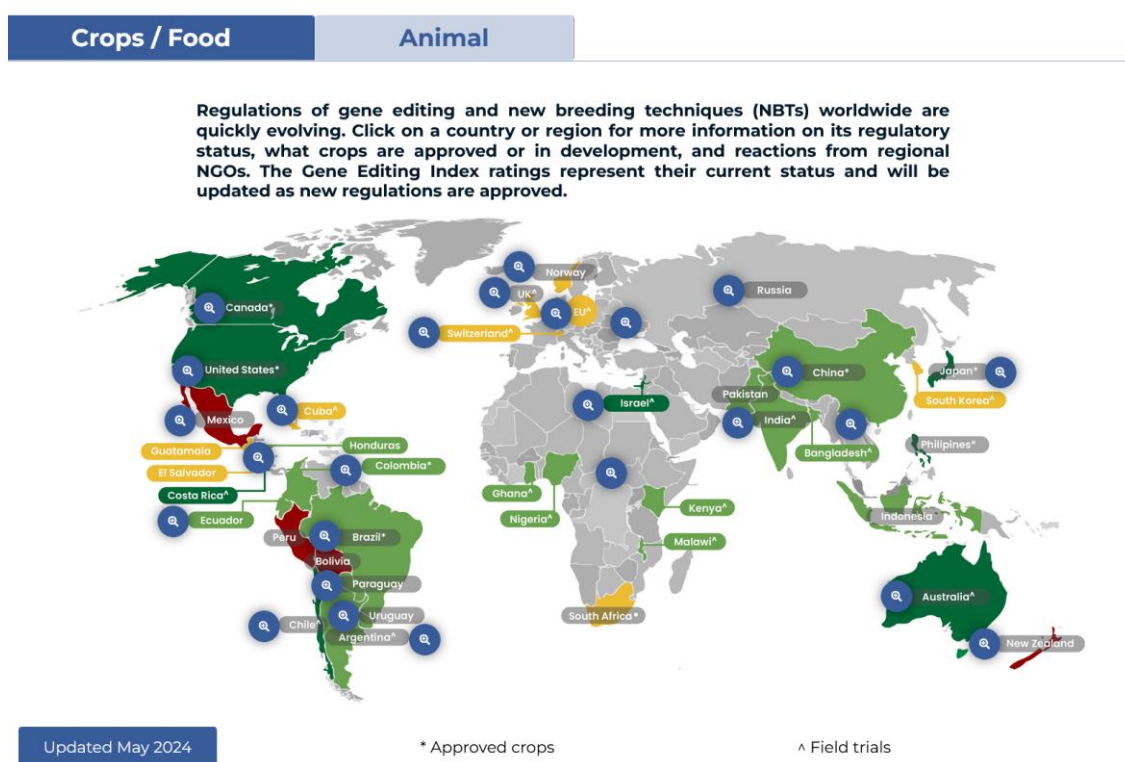 Crops / Food
Animal
Regulations of gene editing and new breeding techniques (NBTs) worldwide are
quickly evolving. Click on a country or region for more information on its regulatory
status, what crops are approved or in development, and reactions from regional
NGOs. The Gene Editing Index ratings represent their current status and will be
updated as new regulations are approved.
Norway
UK^
EU^
Russia
Canada*
Switzerland^
United States*
China*
Japan*
Pakistan
Israel^
South Korea^
Cuba^
Mexico
India^
Guatamala
Honduras
Philipines*
Bangladesh^
El Salvador
Colombia*
Costa Rica^
Ghana^
Kenya^
Ecuador
Nigeria^
Indonesia
Peru
Brazil*
Malawi^
Bolivia
Paraguay
Australia^
Uruguay
South Africa*
Chile^
Argentina^
New Zealand
Updated May 2024
* Approved crops
^ Field trials